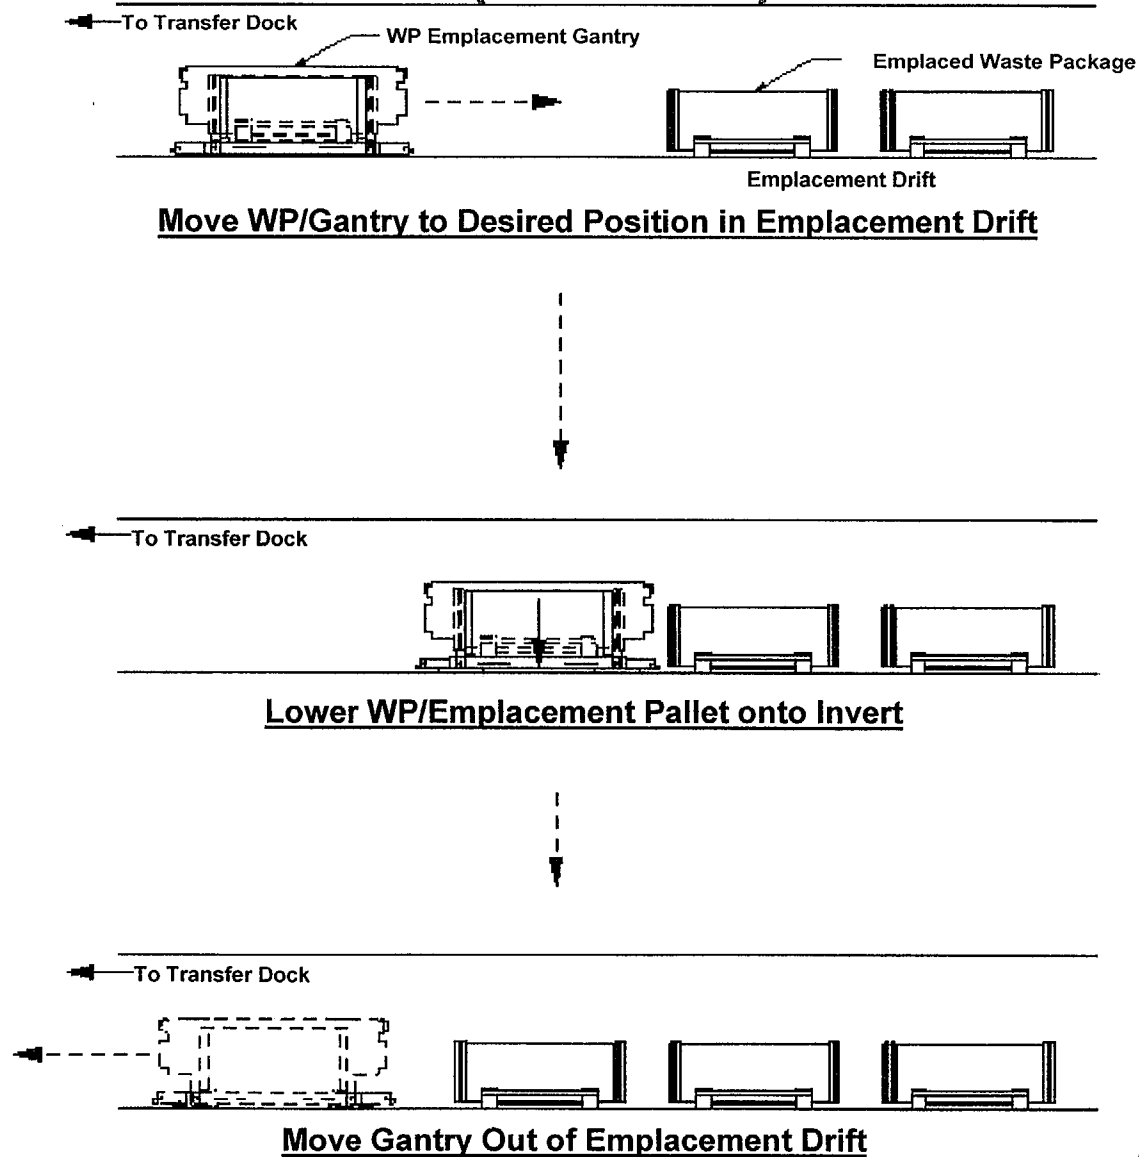 To Transfer Dock
WP Emplacement Gantry
Emplaced Waste Package
Emplacement Drift
Move WP/Gantry to Desired Position in Emplacement Drift
To Transfer Dock
Lower WP/Emplacement Pallet onto Invert
To Transfer Dock
Move Gantry Out of Emplacement Drift